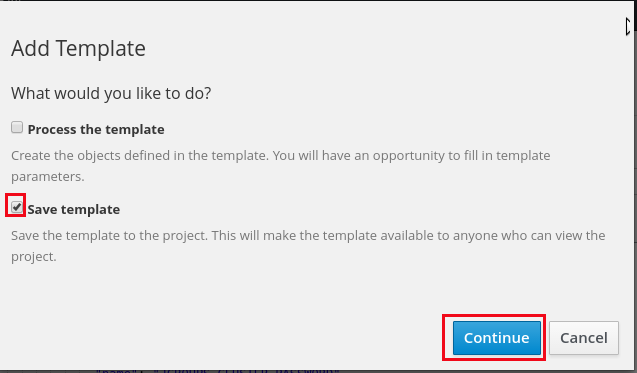 Add Template
What would you like to do?
Process the template
Create the objects defined in the template. You will have an opportunity to fill in template
parameters.
Save template
Save the template to the project. This will make the template available to anyone who can view the
project.
Continue Cancel